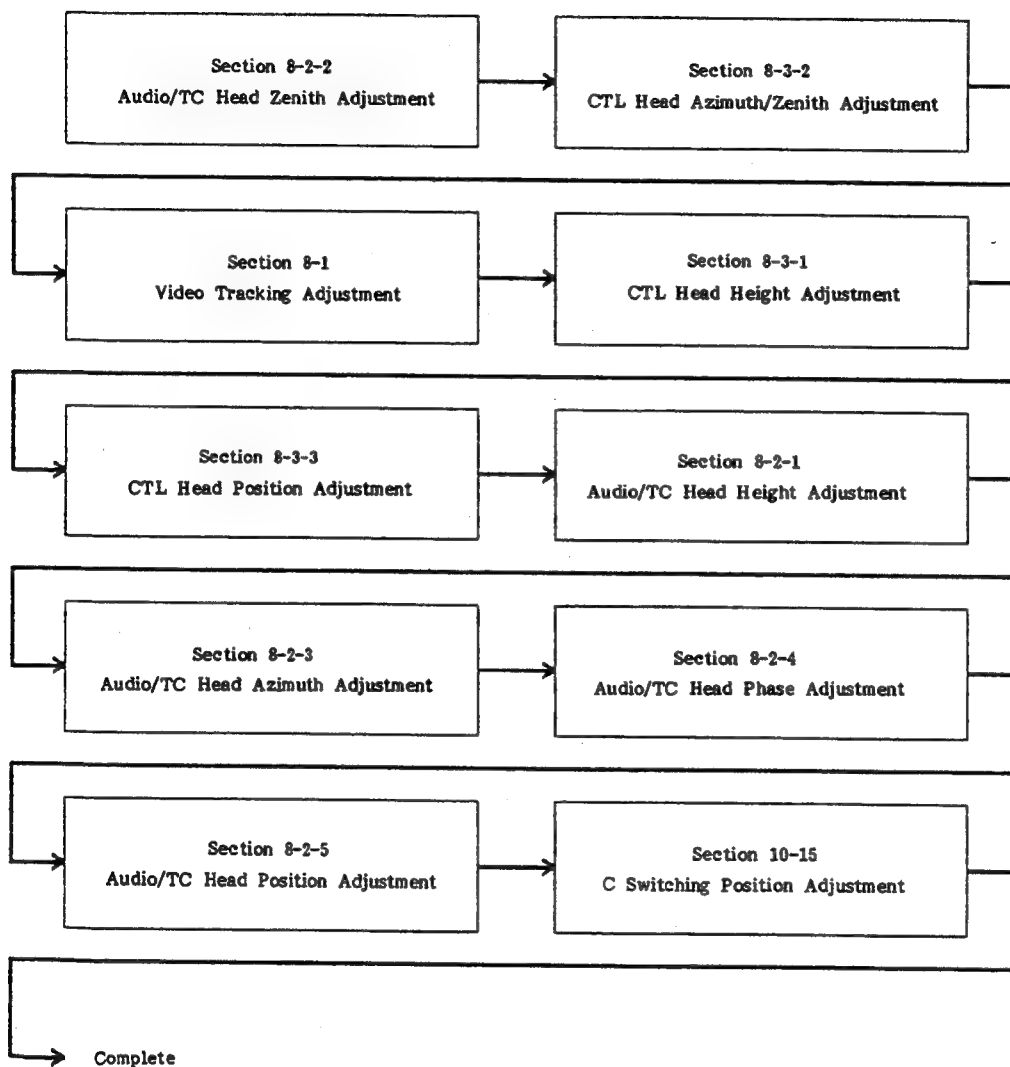 Section 8-2-2
Audio/TC Head Zenith Adjustment
Section 8-3-2
CTL Head Azimuth/Zenith Adjustment
Section 8-1
Video Tracking Adjustment
Section 8-3-1
CTL Head Height Adjustment
Section 8-3-3
CTL Head Position Adjustment
Section 8-2-1
Audio/TC Head Height Adjustment
Section 8-2-3
Audio/TC Head Azimuth Adjustment
Section 8-2-4
Audio/TC Head Phase Adjustment
Section 8-2-5
Audio/TC Head Position Adjustment
Section 10-15
C Switching Position Adjustment
Complete